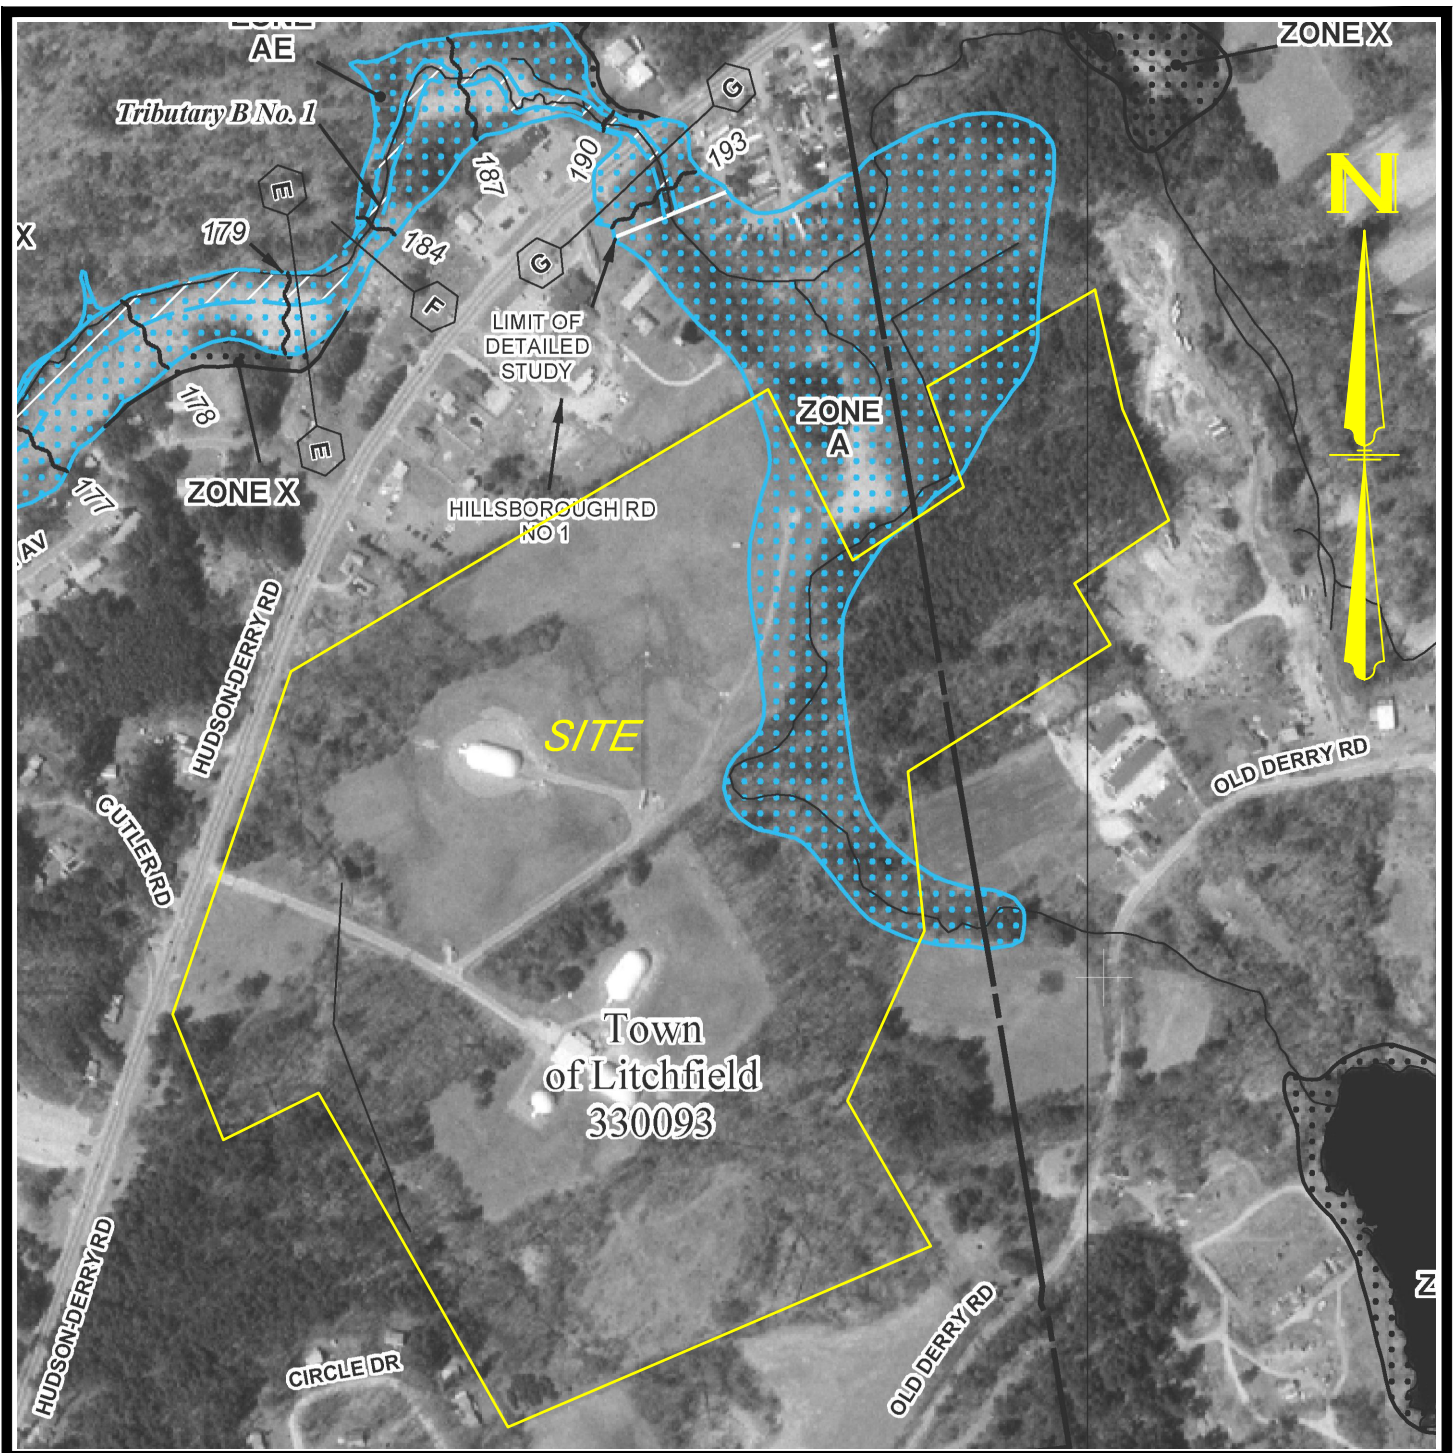 ZONE
AE
ZONE X
Tributary B No. 1
G
193
190
187
N
E
179
X
184
G
F
LIMIT OF
DETAILED
STUDY
ZONE
A
178
E
177
ZONE X
HILLSBOROUGH RD
NO 1
AV
HUDSON-DERRY RD
SITE
OLD DERRY RD
CUTLER RD
Town
of Litchfield
330093
HUDSON-DERRY RD
OLD DERRY RD
CIRCLE DR
Z